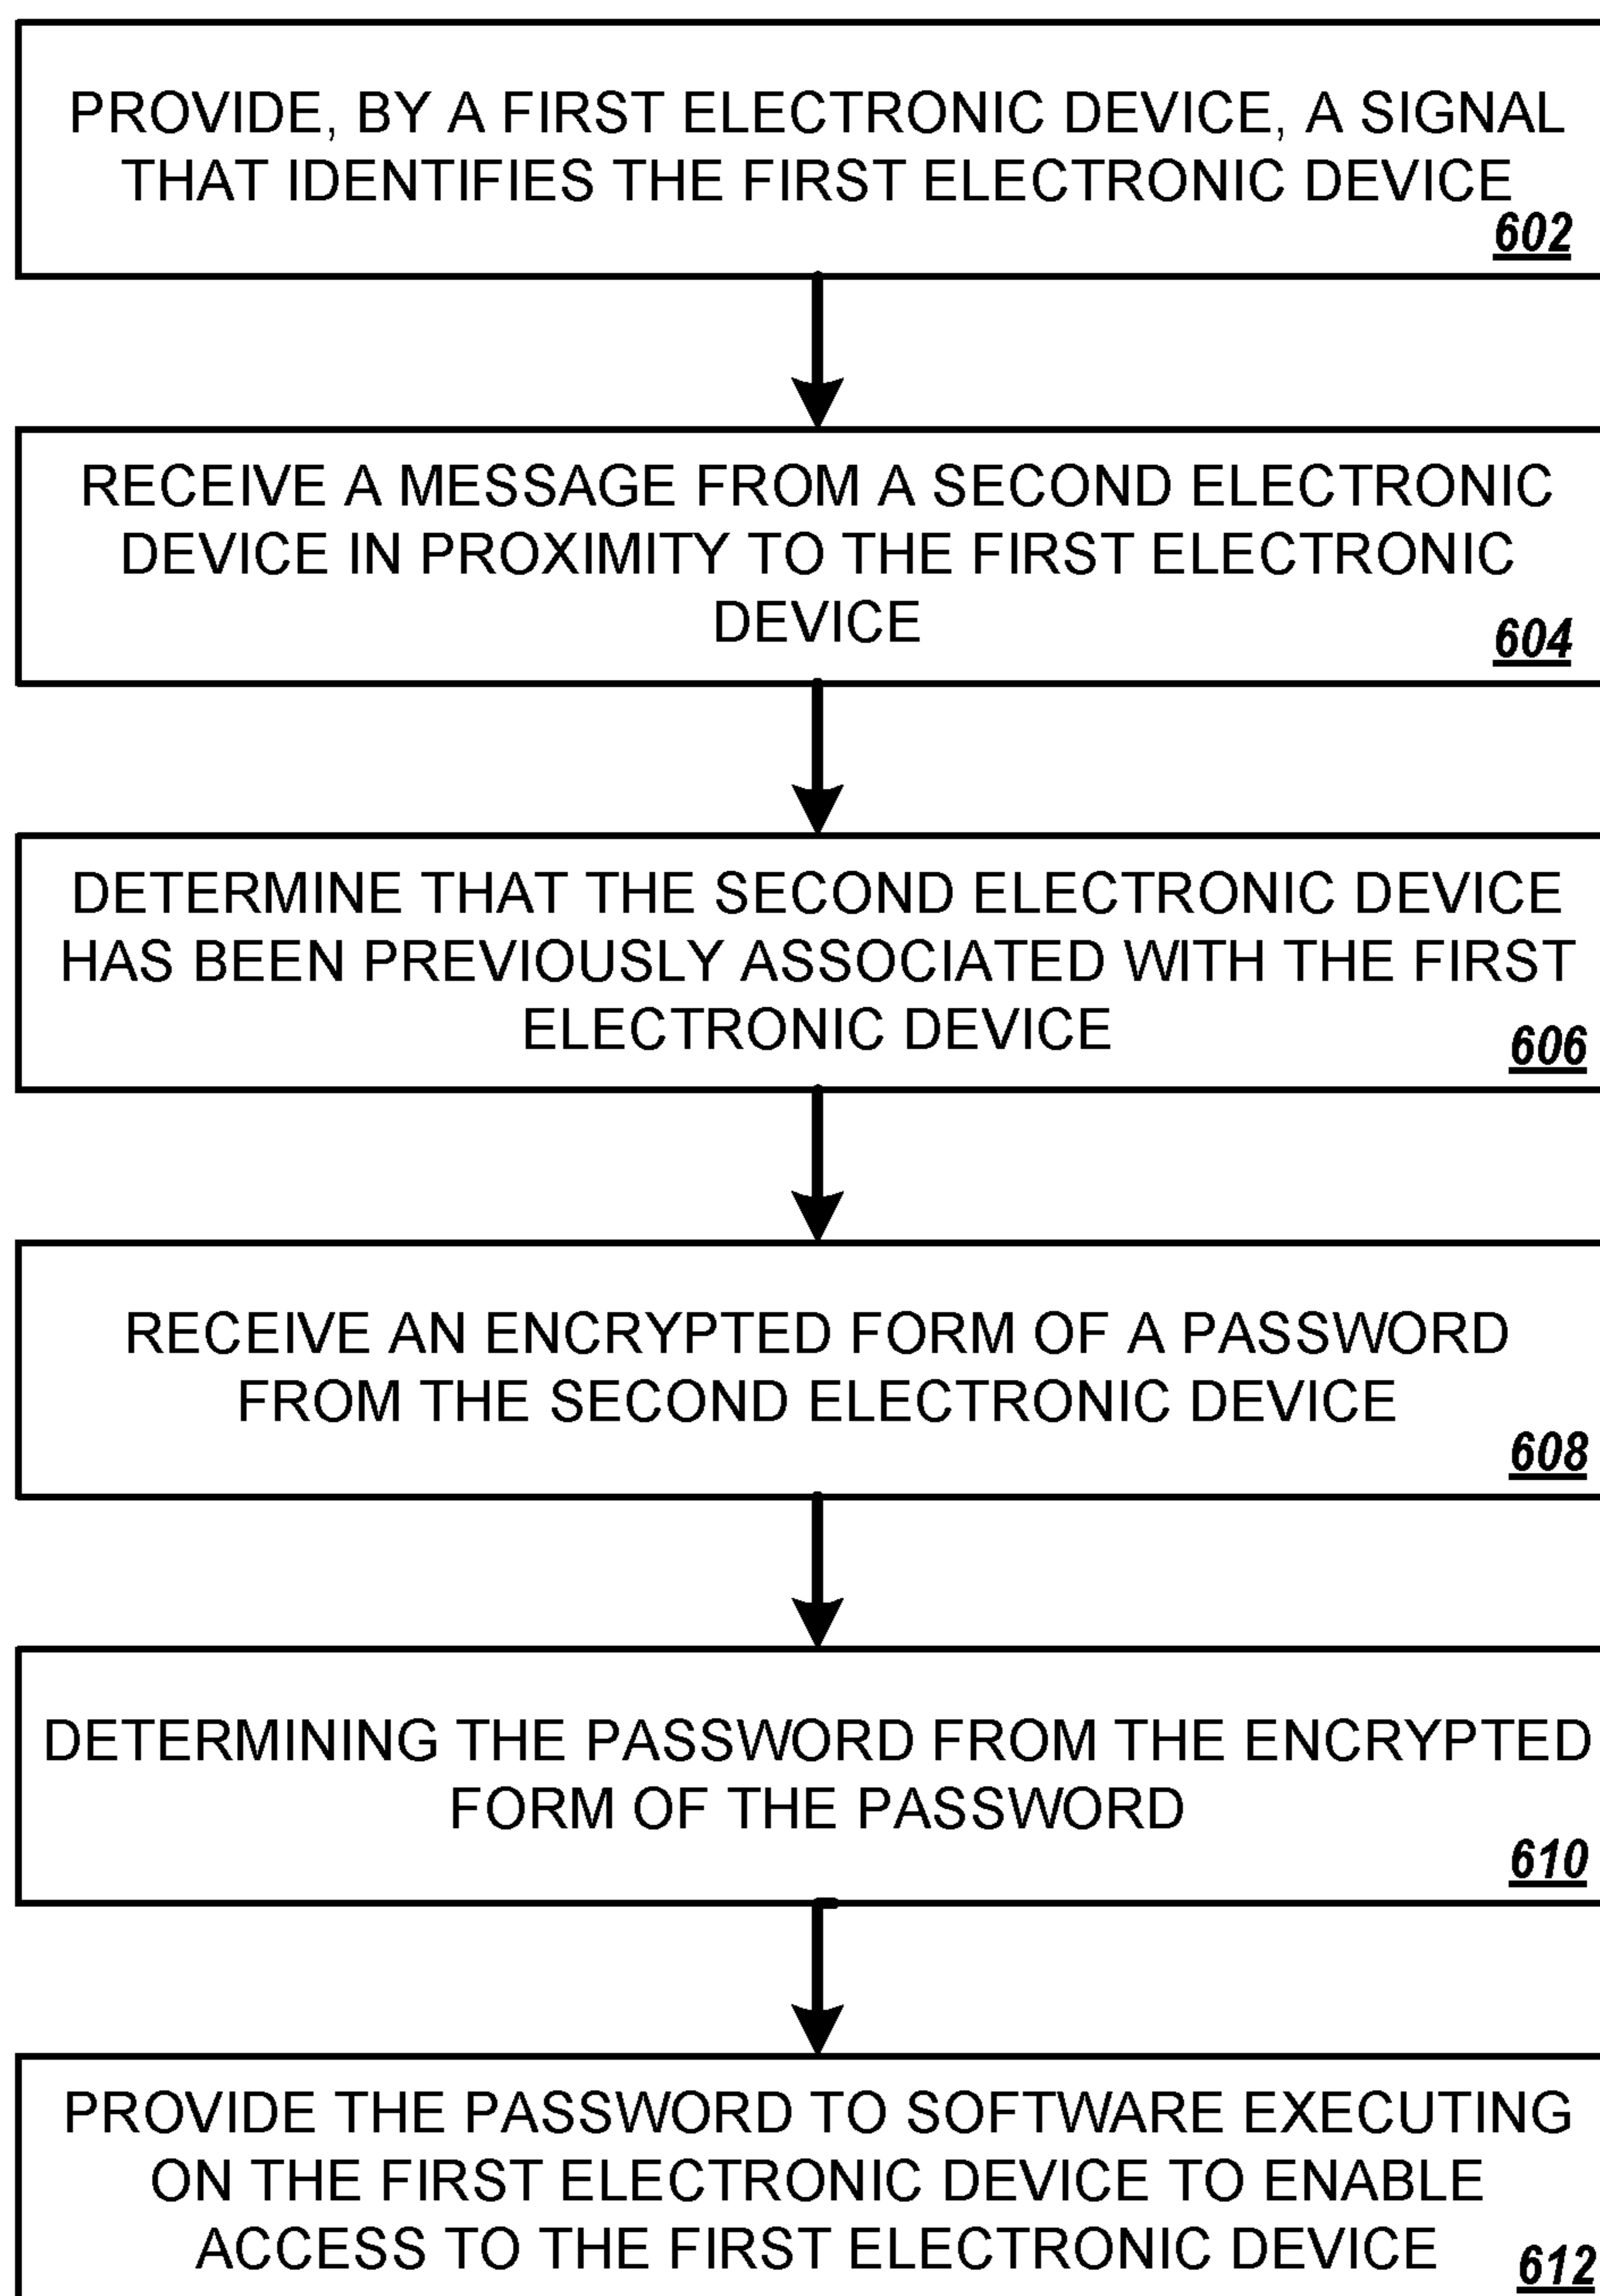 PROVIDE, BY A FIRST ELECTRONIC DEVICE, A SIGNAL
THAT IDENTIFIES THE FIRST ELECTRONIC DEVICE
602
RECEIVE A MESSAGE FROM A SECOND ELECTRONIC
DEVICE IN PROXIMITY TO THE FIRST ELECTRONIC
DEVICE
604
DETERMINE THAT THE SECOND ELECTRONIC DEVICE
HAS BEEN PREVIOUSLY ASSOCIATED WITH THE FIRST
ELECTRONIC DEVICE
606
RECEIVE AN ENCRYPTED FORM OF A PASSWORD
FROM THE SECOND ELECTRONIC DEVICE
608
DETERMINING THE PASSWORD FROM THE ENCRYPTED
FORM OF THE PASSWORD
610
PROVIDE THE PASSWORD TO SOFTWARE EXECUTING
ON THE FIRST ELECTRONIC DEVICE TO ENABLE
ACCESS TO THE FIRST ELECTRONIC DEVICE
612